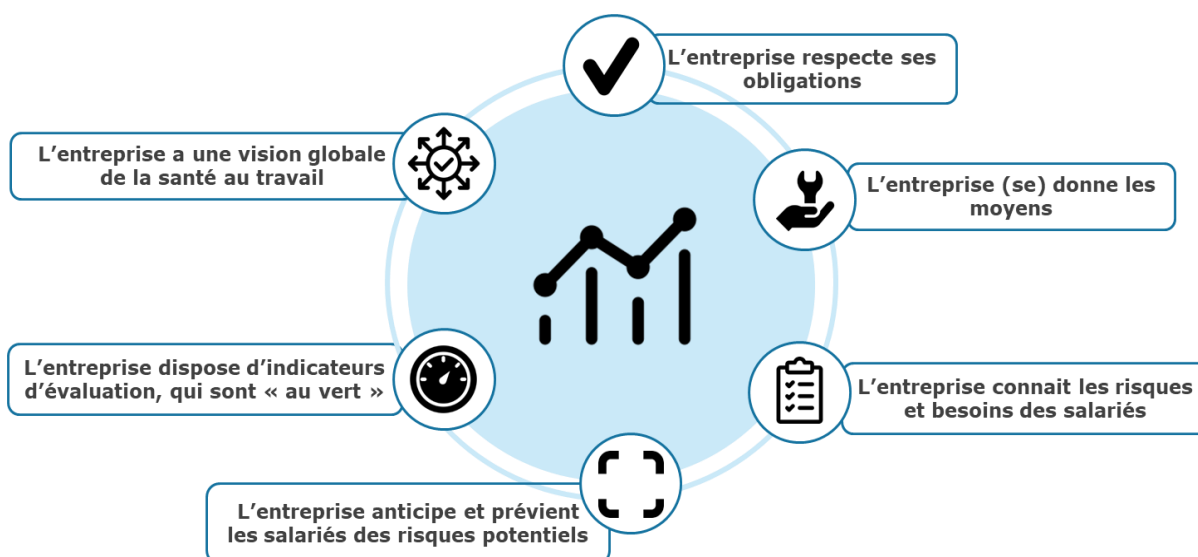 L’entreprise respecte ses
obligations
L’entreprise a une vision globale
de la santé au travail
L’entreprise (se) donne les
moyens
L’entreprise dispose d’indicateurs
d’évaluation, qui sont « au vert »
L’entreprise connait les risques
et besoins des salariés
L’entreprise anticipe et prévient
les salariés des risques potentiels